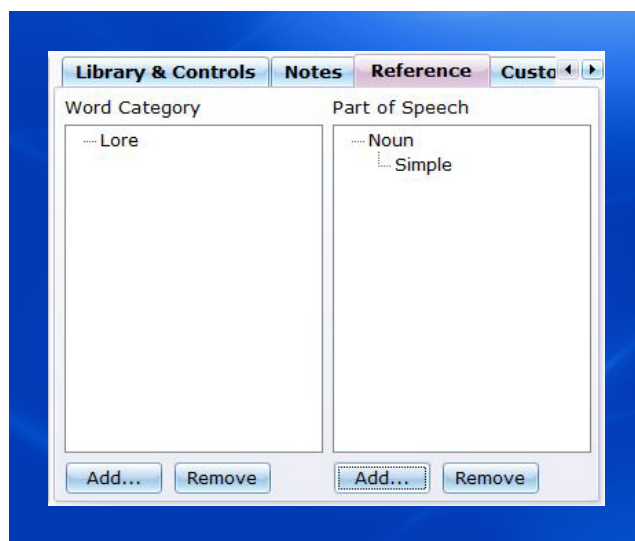 Library & Controls Notes Reference Custo
Word Category Part of Speech
Lore Noun
Simple
Add... Remove Add... Remove